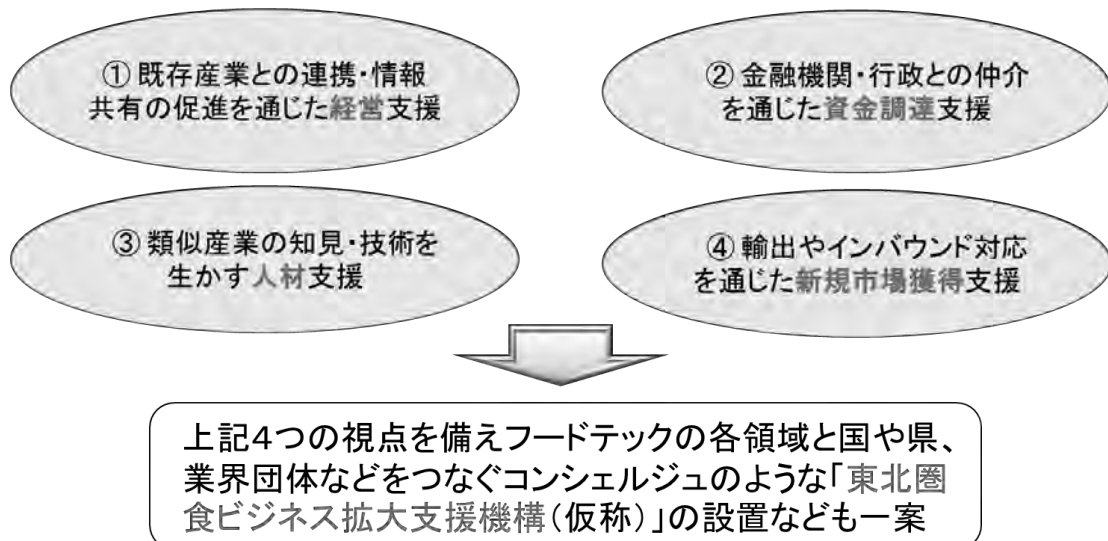 ① 既存産業との連携・情報
共有の促進を通じた経営支援
② 金融機関・行政との仲介
を通じた資金調達支援
③ 類似産業の知見・技術を
生かす人材支援
④ 輸出やインバウンド対応
を通じた新規市場獲得支援
上記4つの視点を備えフードテックの各領域と国や県、
業界団体などをつなぐコンシェルジュのような「東北圏
食ビジネス拡大支援機構(仮称)」の設置なども一案